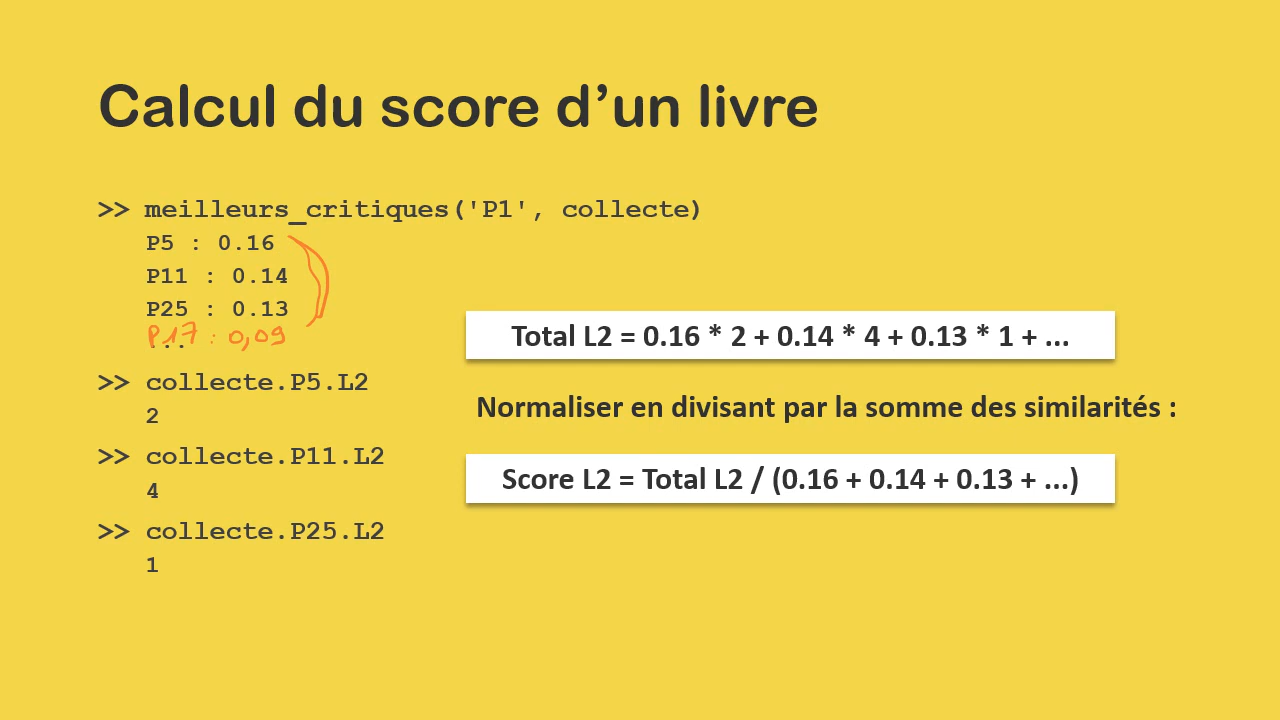 Calcul du score d’un livre
>> meilleurs_critiques('P1', collecte)
P5 : 0.16
P11 : 0.14
P25 : 0.13
P17 : 0,09
...
>> collecte.P5.L2
2
>> collecte.P11.L2
4
>> collecte.P25.L2
1
Total L2 = 0.16 * 2 + 0.14 * 4 + 0.13 * 1 + ...
Normaliser en divisant par la somme des similarités :
Score L2 = Total L2 / (0.16 + 0.14 + 0.13 + ...)